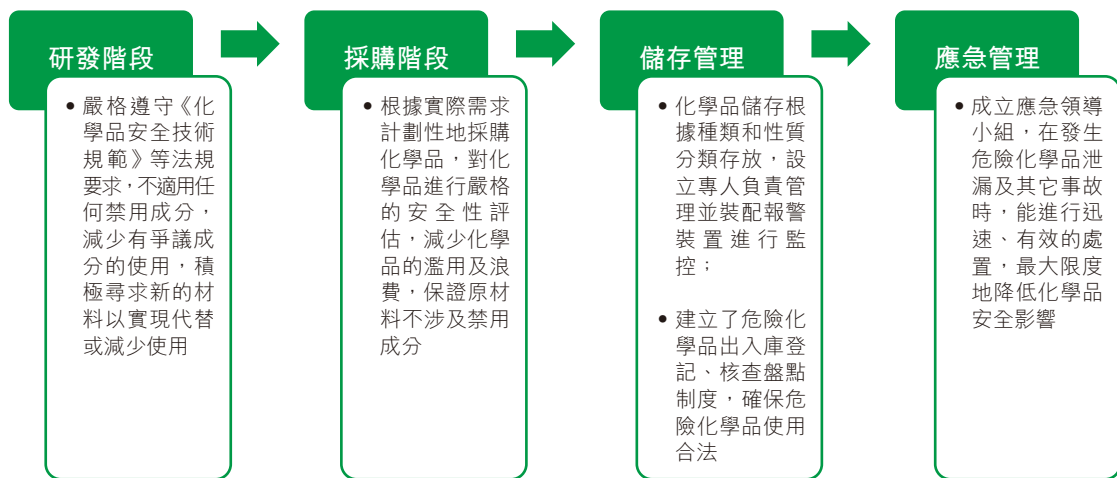 研發階段
• 嚴格遵守《化
學品安全技術
規範》等法規
要求，不適用任
何禁用成分，
減少有爭議成
分的使用，積
極尋求新的材
料以實現代替
或減少使用
採購階段
• 根據實際需求
計劃性地採購
化學品，對化
學品進行嚴格
的安全性評
估，減少化學
品的濫用及浪
費，保證原材
料不涉及禁用
成分
儲存管理
• 化學品儲存根
據種類和性質
分類存放，設
立專人負責管
理並裝配報警
裝置進行監
控；
• 建立了危險化
學品出入庫登
記、核查盤點
制度，確保危
險化學品使用
合法
應急管理
• 成立應急領導
小組，在發生
危險化學品泄
漏及其它事故
時，能進行迅
速、有效的處
置，最大限度
地降低化學品
安全影響